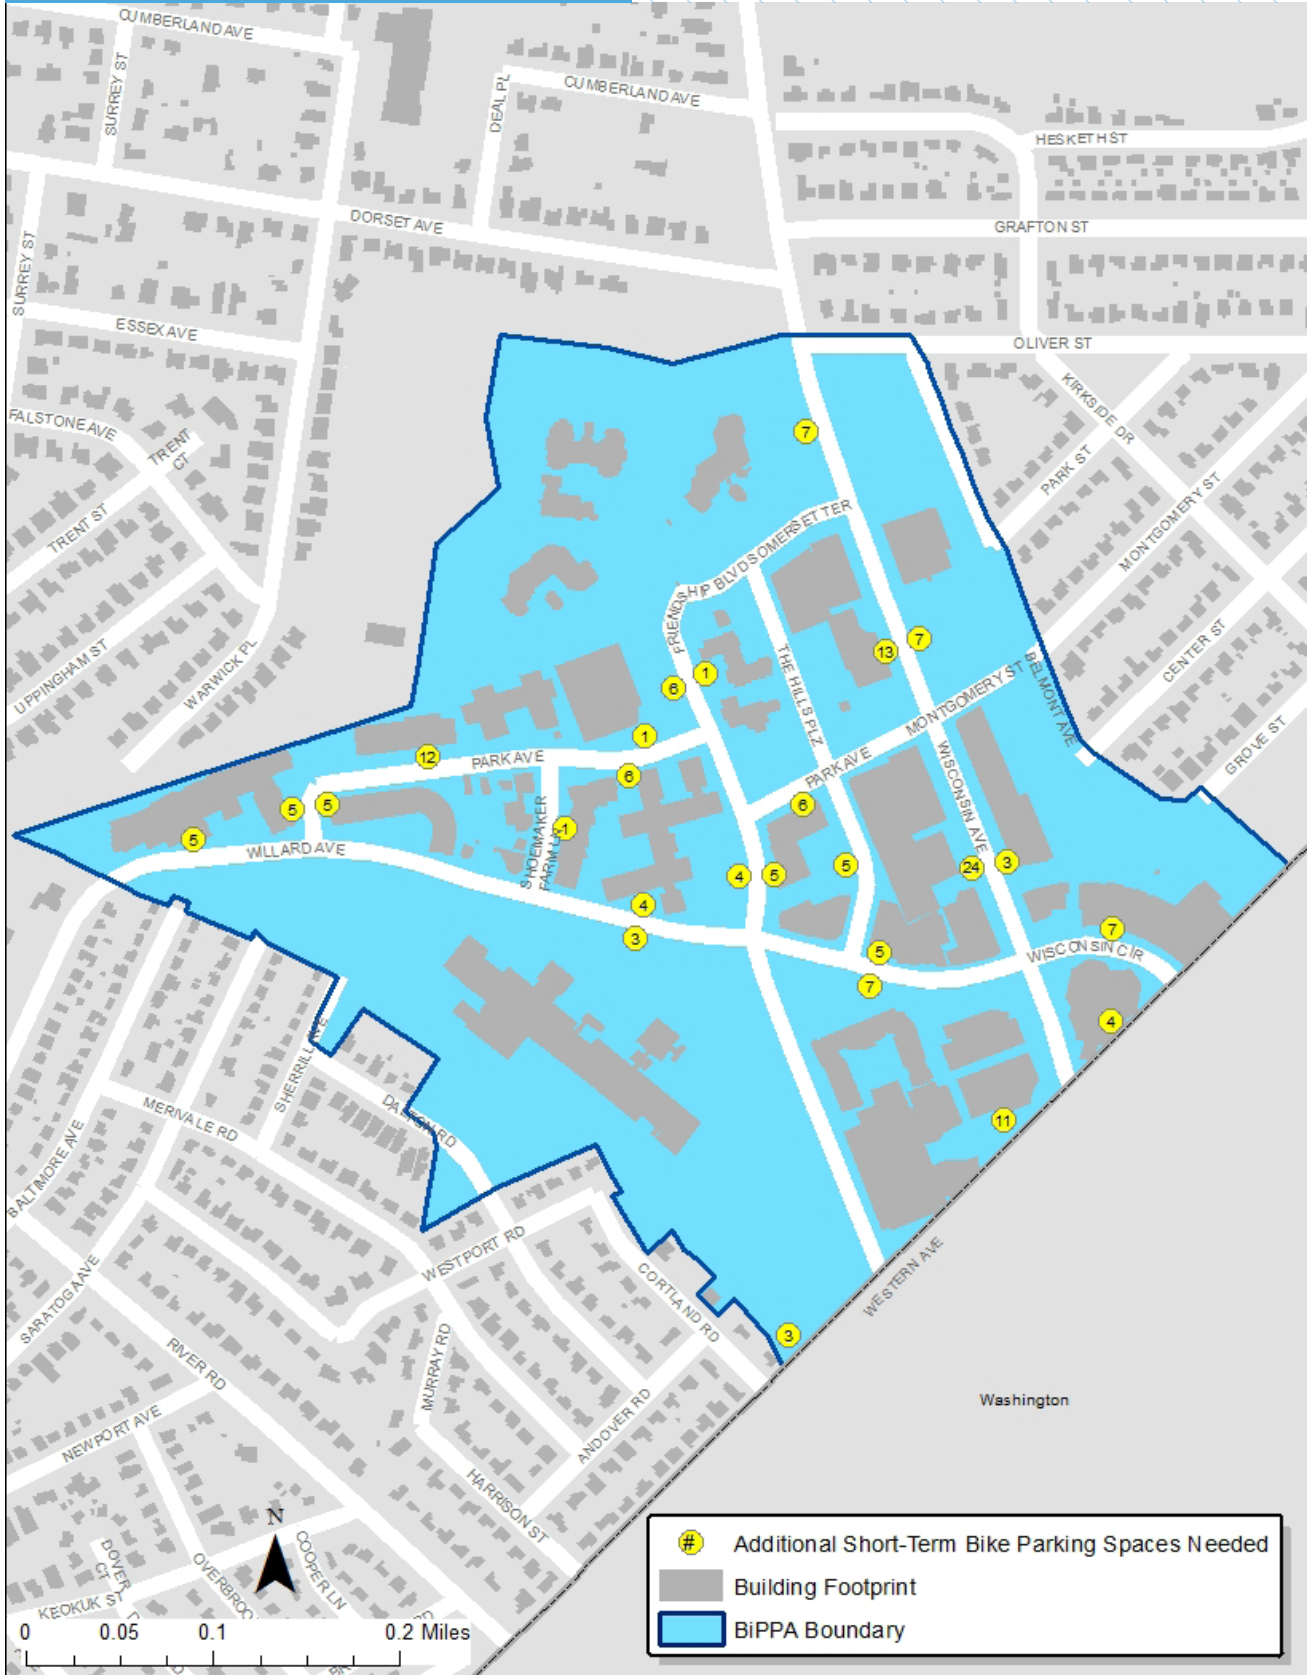 CUMBERLAND AVE
SURREY ST
DEAL PL
CUMBERLAND AVE
HESKETH ST
DORSET AVE
GRAFTON ST
SURREY ST
ESSEX AVE
OLIVER ST
KIRKSIDE DR
FALSTONE AVE
TRENT
CT
7
PARK ST
MONTGOMERY ST
TRENT ST
FRIENDSHIP BLVD
SOMERSET TER
UPPINGHAM ST
WARWICK PL
THE HILLS PLZ
7
13
1
6
CENTER ST
BELMONT AVE
MONTGOMERY ST
GROVE ST
1
12
PARK AVE
6
PARK AVE
WISCONSIN AVE
5
5
6
5
1
SHOEMAKER
FARM LN
WILLARD AVE
4
5
5
24
3
4
3
5
7
7
WISCONSIN CIR
4
SHERRILL AVE
MERIVALE RD
DALTON RD
11
BALTIMORE AVE
WESTPORT RD
WESTERN AVE
SARATOGA AVE
CORTLAND RD
3
RIVER RD
MURRAY RD
Washington
NEWPORT AVE
ANDOVER RD
HARRISON ST
N
DOVER
CT
COOPER LN
KEOKUK ST
0 0.05 0.1 0.2 Miles
# Additional Short-Term Bike Parking Spaces Needed
Building Footprint
BiPPA Boundary